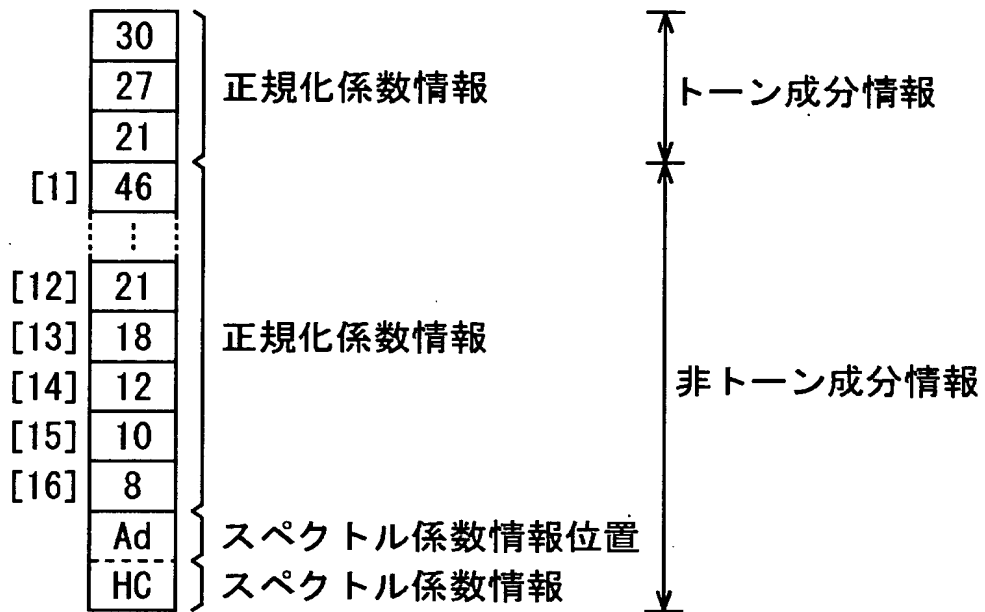 30
27 正規化係数情報 トーン成分情報
21
[1] 46
⋮
[12] 21
[13] 18 正規化係数情報
[14] 12 非トーン成分情報
[15] 10
[16] 8
Ad スペクトル係数情報位置
HC スペクトル係数情報